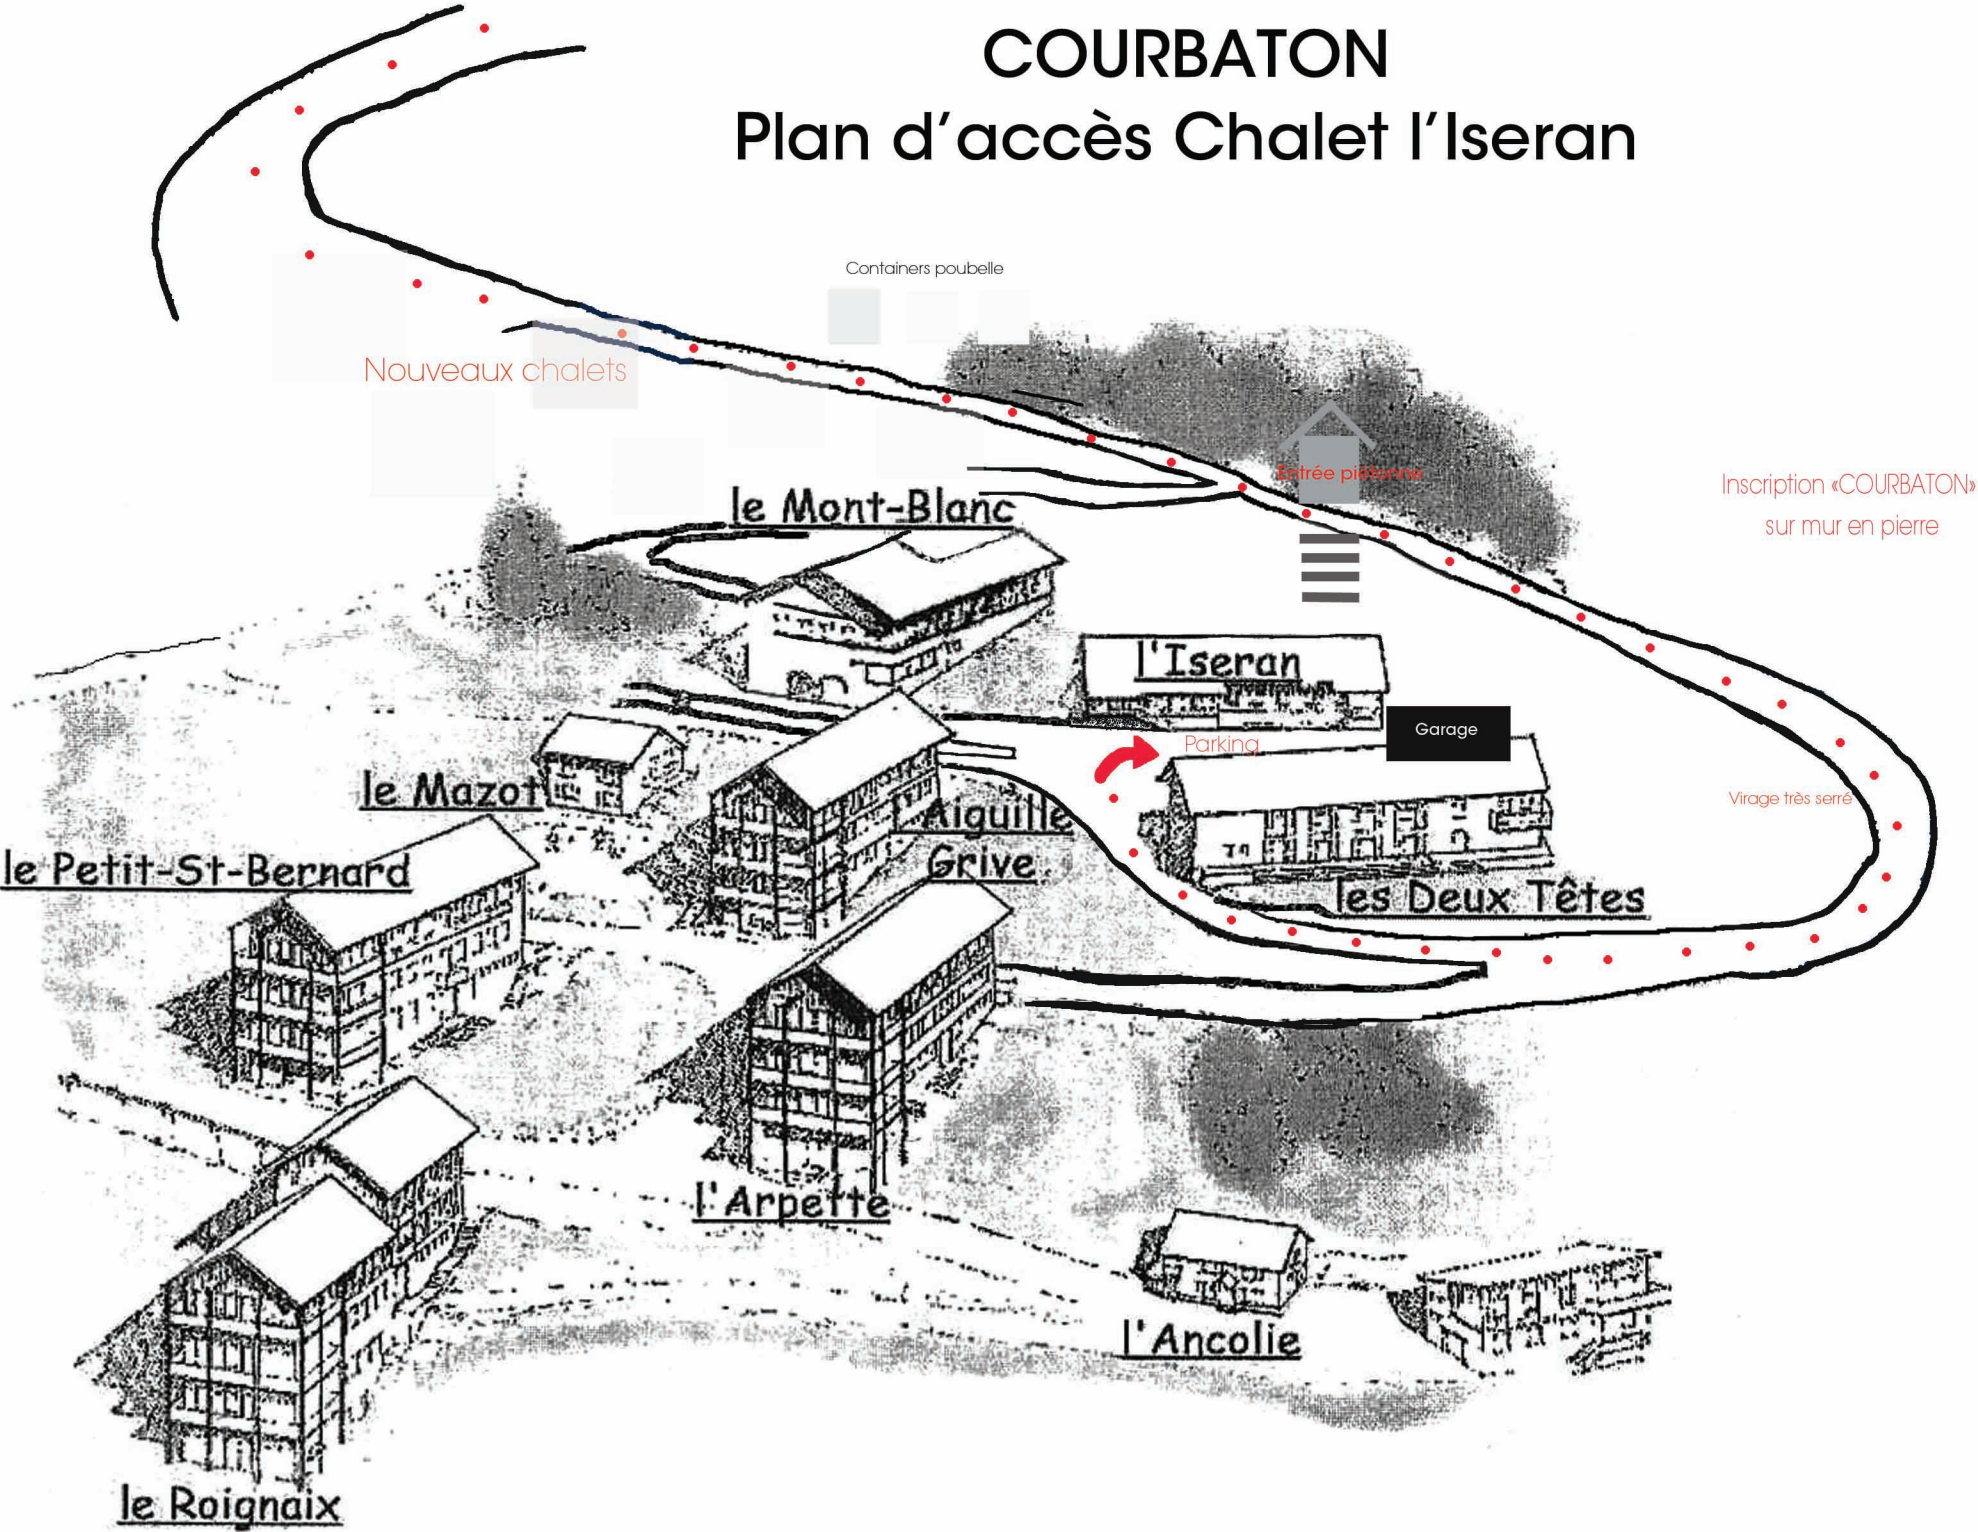 COURBATON
Plan d'accès Chalet l'Iseran
Containers poubelle
Nouveaux chalets
Entrée piétonne
Inscription «COURBATON»
sur mur en pierre
le Mont-Blanc
l'Iseran
Garage
Parking
le Mazot
Aiguille
Grive
Virage très serré
le Petit-St-Bernard
les Deux Têtes
l'Arpette
l'Ancolie
le Roignaix